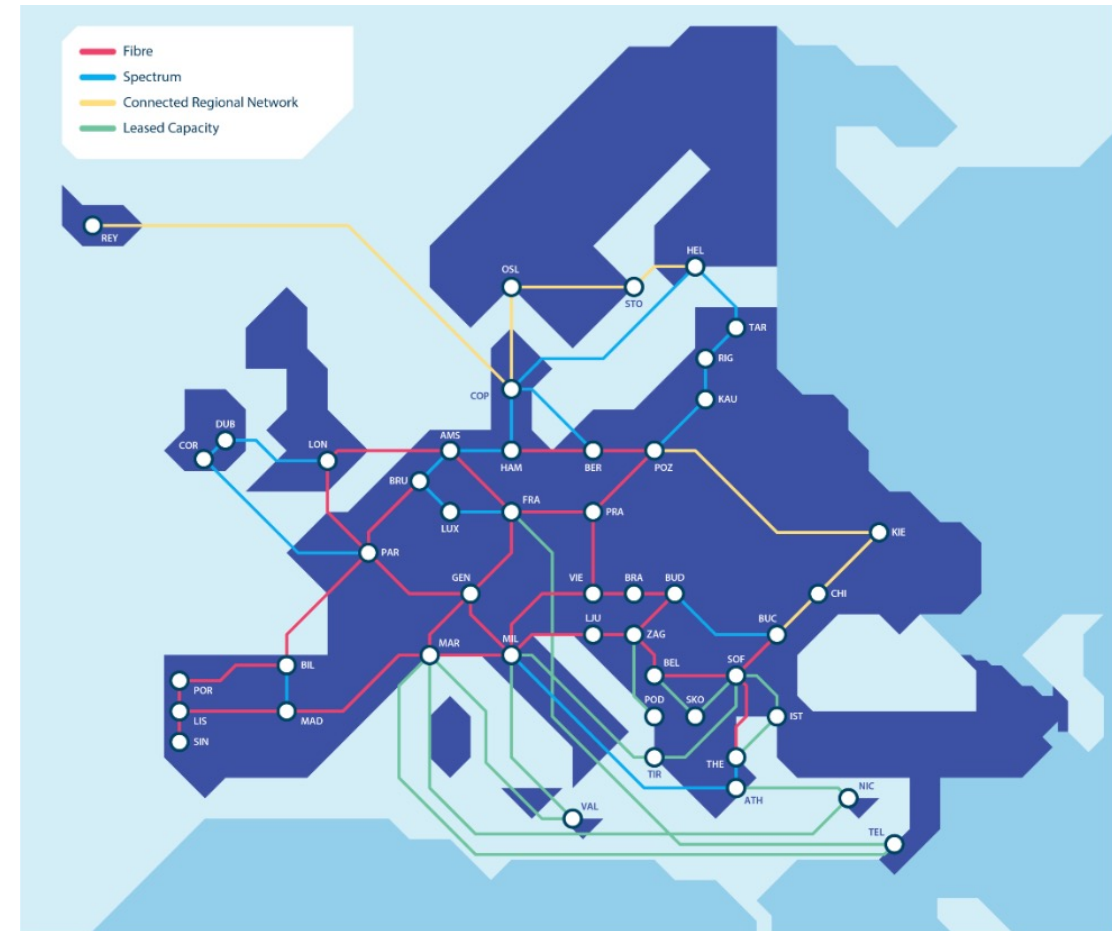 Fibre
Spectrum
Connected Regional Network
Leased Capacity
REY
HEL
OSL
STO
TAR
RIG
COP
KAU
DUB
AMS
COR
LON
HAM
BER
POZ
BRU
FRA
LUX
PRA
KIE
PAR
GEN
VIE
BRA
BUD
CHI
LJU
BUC
MAR
MIL
ZAG
BIL
BEL
SOF
POR
POD
SKO
LIS
MAD
IST
SIN
TIR
THE
ATH
NIC
VAL
TEL